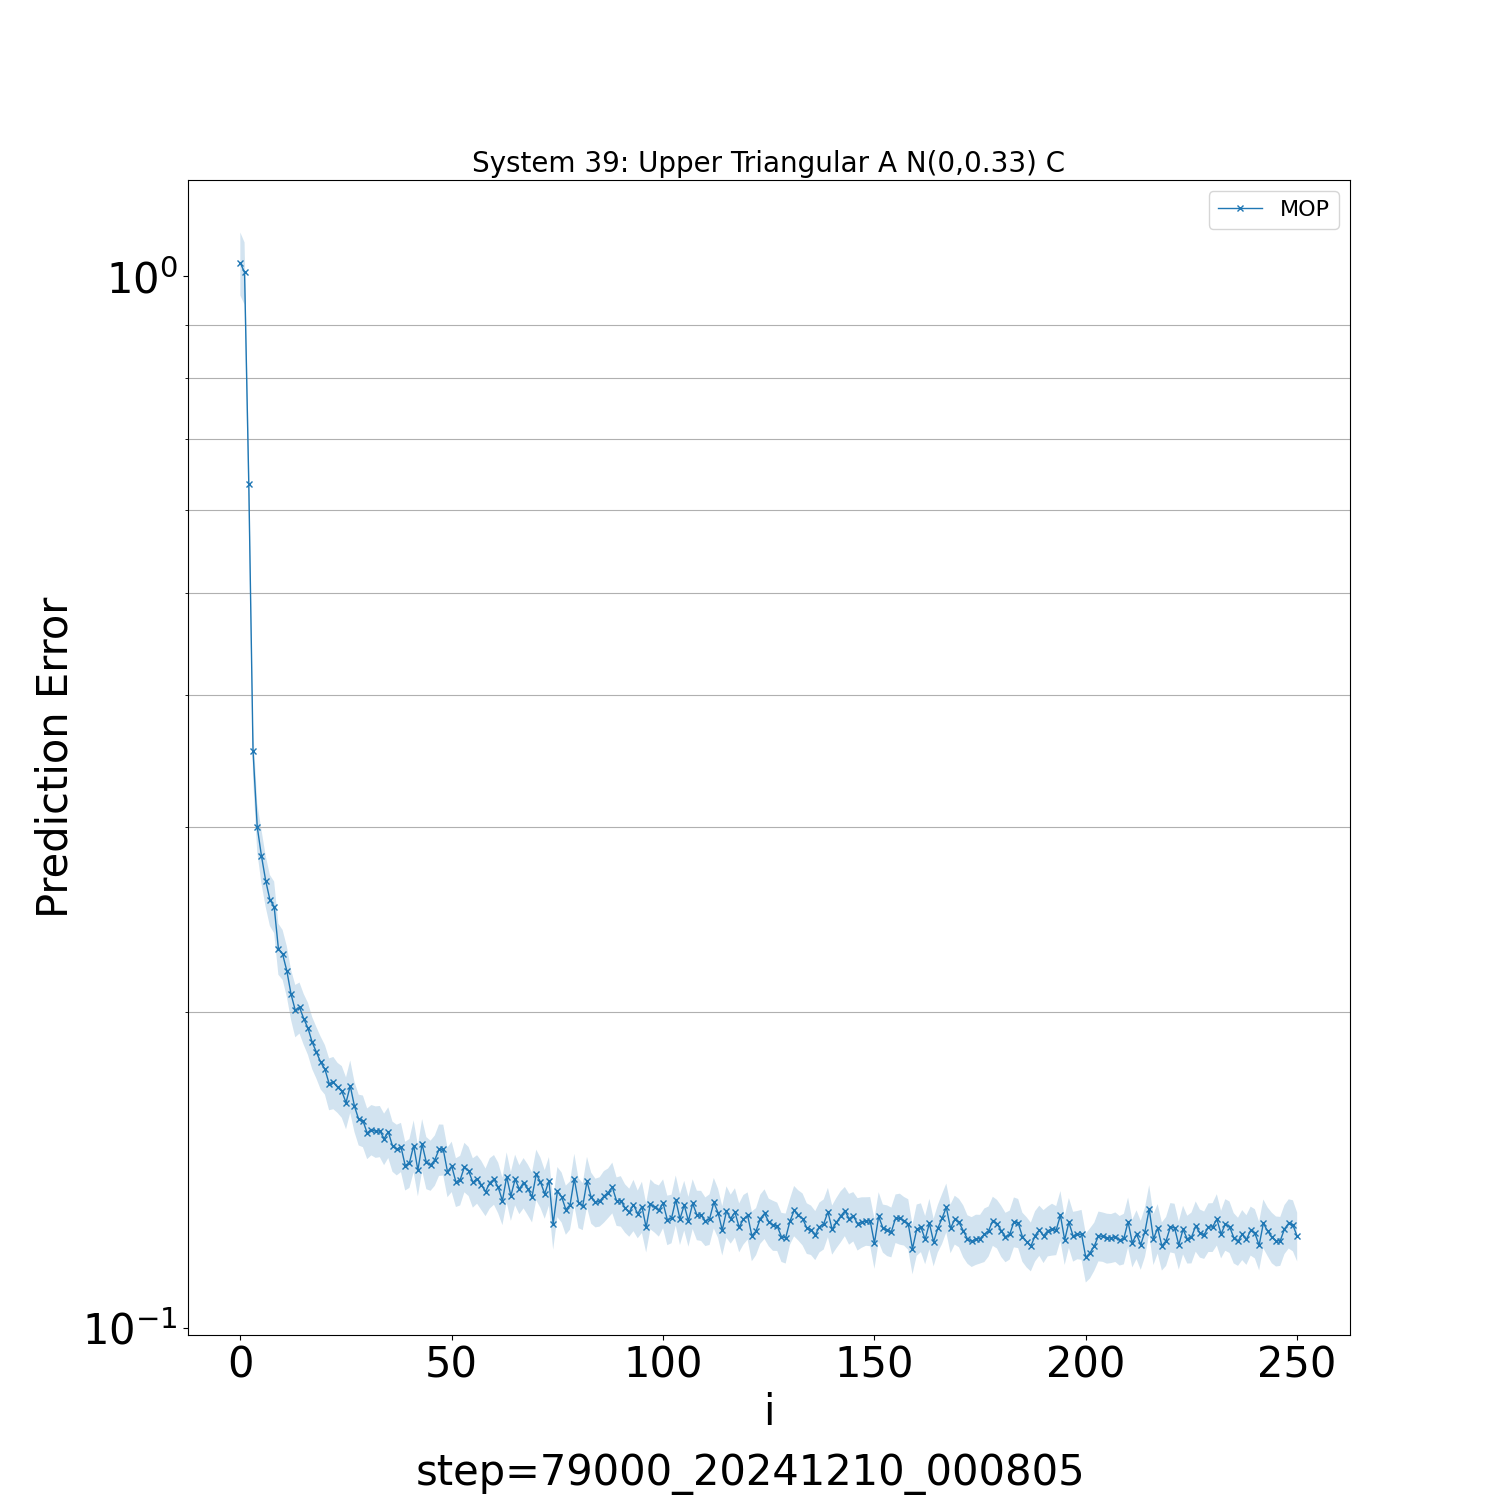 System 39: Upper Triangular A N(0,0.33) C
MOP
Prediction Error
10⁰
10⁻¹
0 50 100 150 200 250
i
step=79000_20241210_000805